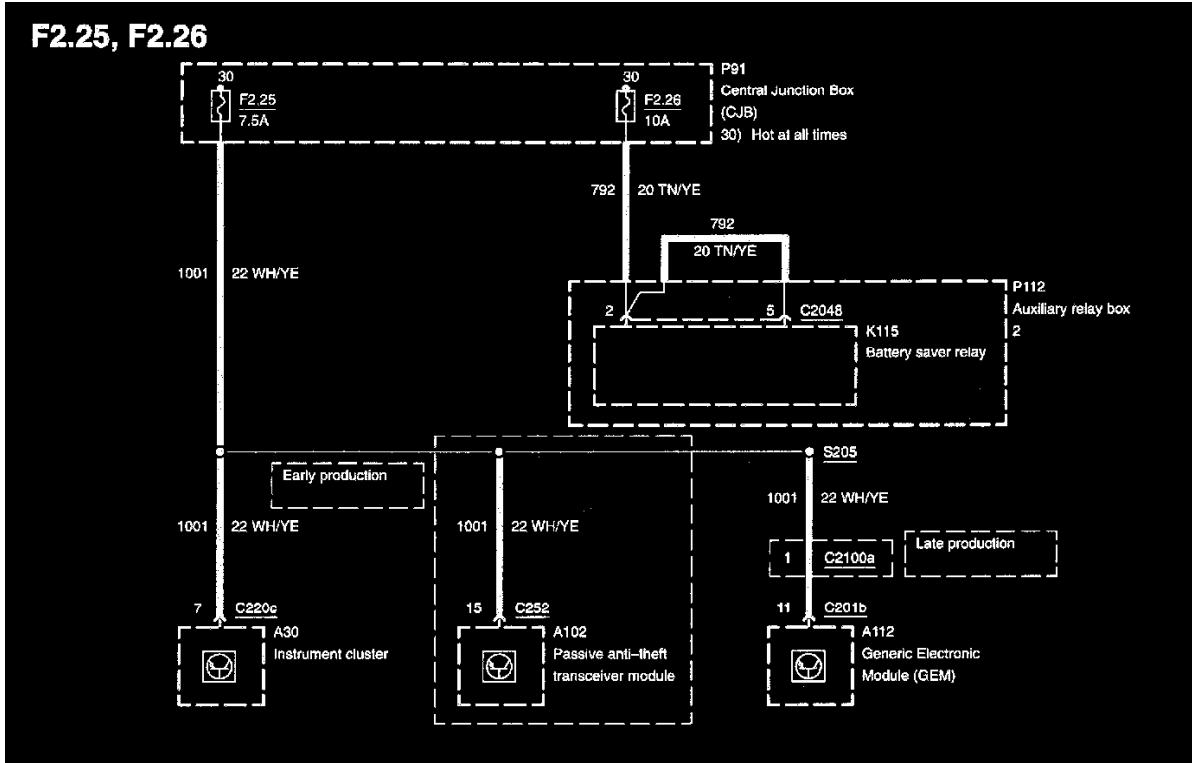 F2.25, F2.26
30
F2.25
7.5A
30
F2.26
10A
P91
Central Junction Box
(CJB)
30) Hot at all times
792
20 TN/YE
792
20 TN/YE
1001
22 WH/YE
P112
Auxiliary relay box
2
2
5
C2048
K115
Battery saver relay
S205
Early production
1001
22 WH/YE
1001
22 WH/YE
1001
22 WH/YE
Late production
1
C2100a
7
C220c
15
C252
11
C201b
A30
Instrument cluster
A102
Passive anti–theft
transceiver module
A112
Generic Electronic
Module (GEM)